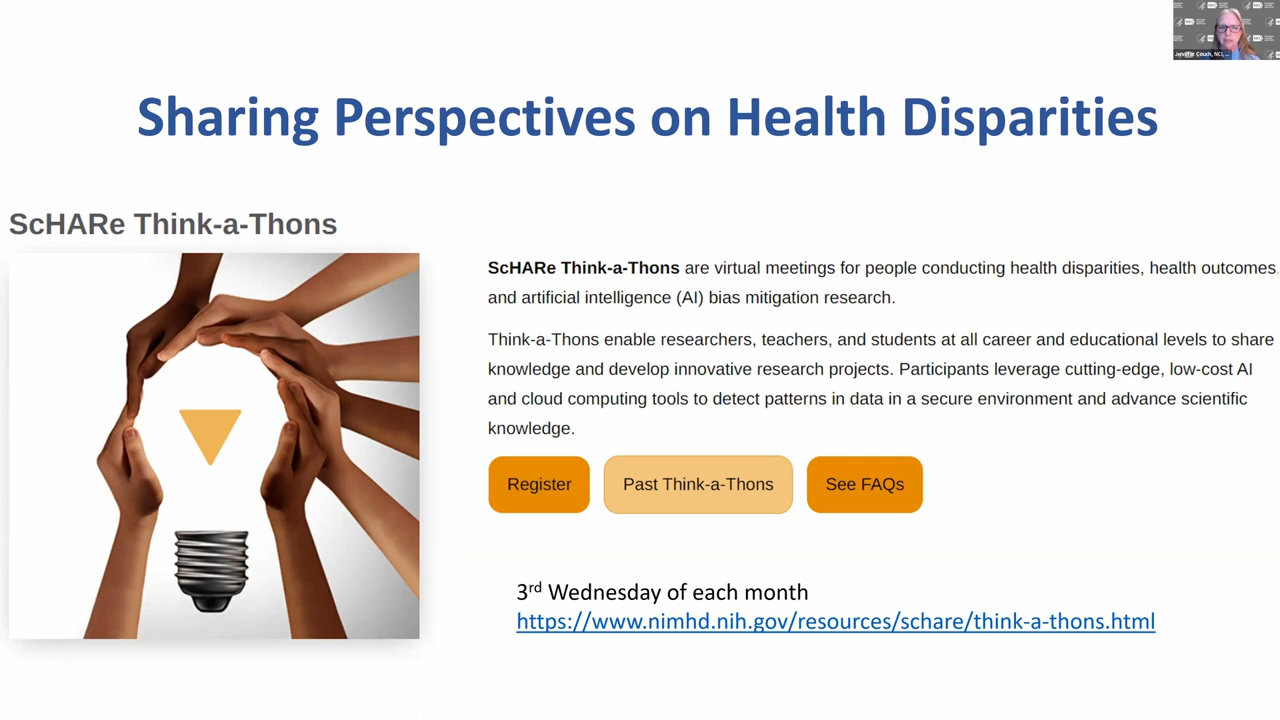 Jennifer Couch, NCI, ...
Sharing Perspectives on Health Disparities
ScHARe Think-a-Thons
ScHARe Think-a-Thons are virtual meetings for people conducting health disparities, health outcomes,
and artificial intelligence (AI) bias mitigation research.
Think-a-Thons enable researchers, teachers, and students at all career and educational levels to share
knowledge and develop innovative research projects. Participants leverage cutting-edge, low-cost AI
and cloud computing tools to detect patterns in data in a secure environment and advance scientific
knowledge.
Register
Past Think-a-Thons
See FAQs
3rd Wednesday of each month
https://www.nimhd.nih.gov/resources/schare/think-a-thons.html